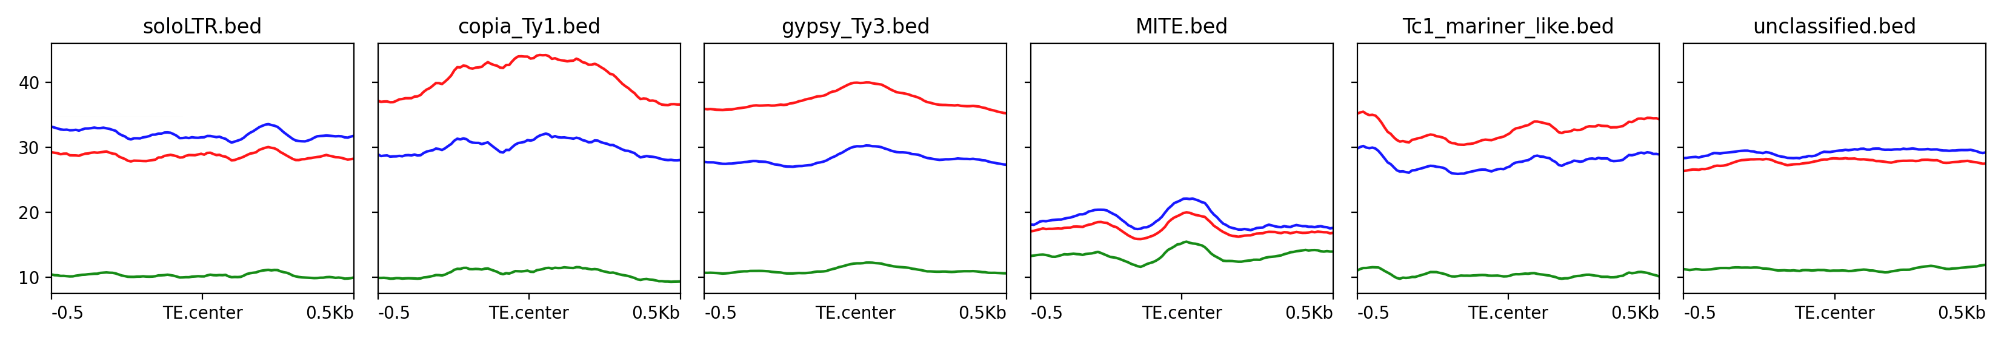 soloLTR.bed
copia_Ty1.bed
gypsy_Ty3.bed
MITE.bed
Tc1_mariner_like.bed
unclassified.bed
40
30
20
10
-0.5 TE.center 0.5Kb
-0.5 TE.center 0.5Kb
-0.5 TE.center 0.5Kb
-0.5 TE.center 0.5Kb
-0.5 TE.center 0.5Kb
-0.5 TE.center 0.5Kb